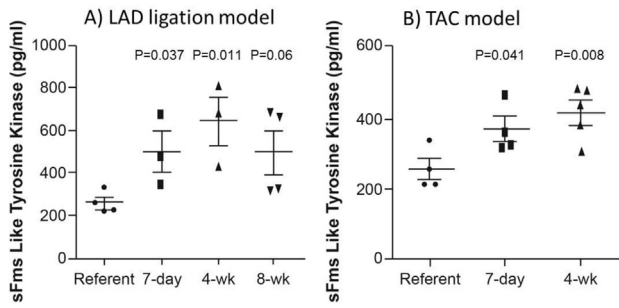 A) LAD ligation model
sFms Like Tyrosine Kinase (pg/ml)
1000
800
600
400
200
0
P=0.037 P=0.011 P=0.06
Referent 7-day 4-wk 8-wk
B) TAC model
sFms Like Tyrosine Kinase (pg/ml)
600
400
200
0
P=0.041 P=0.008
Referent 7-day 4-wk